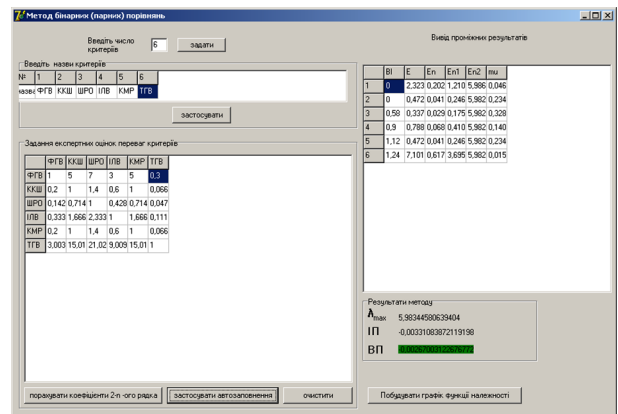 Метод бінарних (парних) порівнянь
Введіть число критеріїв
6
задати
Введіть назви критеріїв
№ 1 2 3 4 5 6
назва ФГВ ККШ ШРО ІЛВ КМР ТГВ
застосувати
Задання експертних оцінок переваг критеріїв
ФГВ ККШ ШРО ІЛВ КМР ТГВ
ФГВ 1 5 7 3 5 0,3
ККШ 0,2 1 1,4 0,6 1 0,066
ШРО 0,142 0,714 1 0,428 0,714 0,047
ІЛВ 0,333 1,666 2,333 1 1,666 0,111
КМР 0,2 1 1,4 0,6 1 0,066
ТГВ 3,003 15,01 21,02 9,009 15,01 1
порахувати коефіцієнти 2-n -ого рядка
застосувати автозаповнення
очистити
Вивід проміжних результатів
ВІ E En En1 En2 mu
1 0 2,323 0,202 1,210 5,986 0,046
2 0 0,472 0,041 0,246 5,982 0,234
3 0,58 0,337 0,029 0,175 5,982 0,328
4 0,9 0,788 0,068 0,410 5,982 0,140
5 1,12 0,472 0,041 0,246 5,982 0,234
6 1,24 7,101 0,617 3,695 5,982 0,015
Результати методу
λmax 5,98344580639404
ІП -0,00331083872119198
ВП
Побудувати графік функції належності